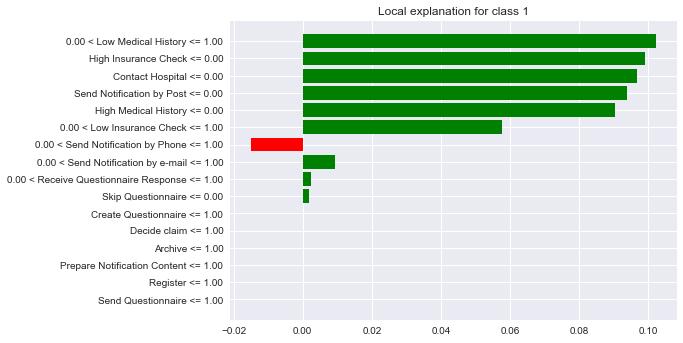 Local explanation for class 1
0.00 < Low Medical History <= 1.00
High Insurance Check <= 0.00
Contact Hospital <= 0.00
Send Notification by Post <= 0.00
High Medical History <= 0.00
0.00 < Low Insurance Check <= 1.00
0.00 < Send Notification by Phone <= 1.00
0.00 < Send Notification by e-mail <= 1.00
0.00 < Receive Questionnaire Response <= 1.00
Skip Questionnaire <= 0.00
Create Questionnaire <= 1.00
Decide claim <= 1.00
Archive <= 1.00
Prepare Notification Content <= 1.00
Register <= 1.00
Send Questionnaire <= 1.00
−0.02 0.00 0.02 0.04 0.06 0.08 0.10